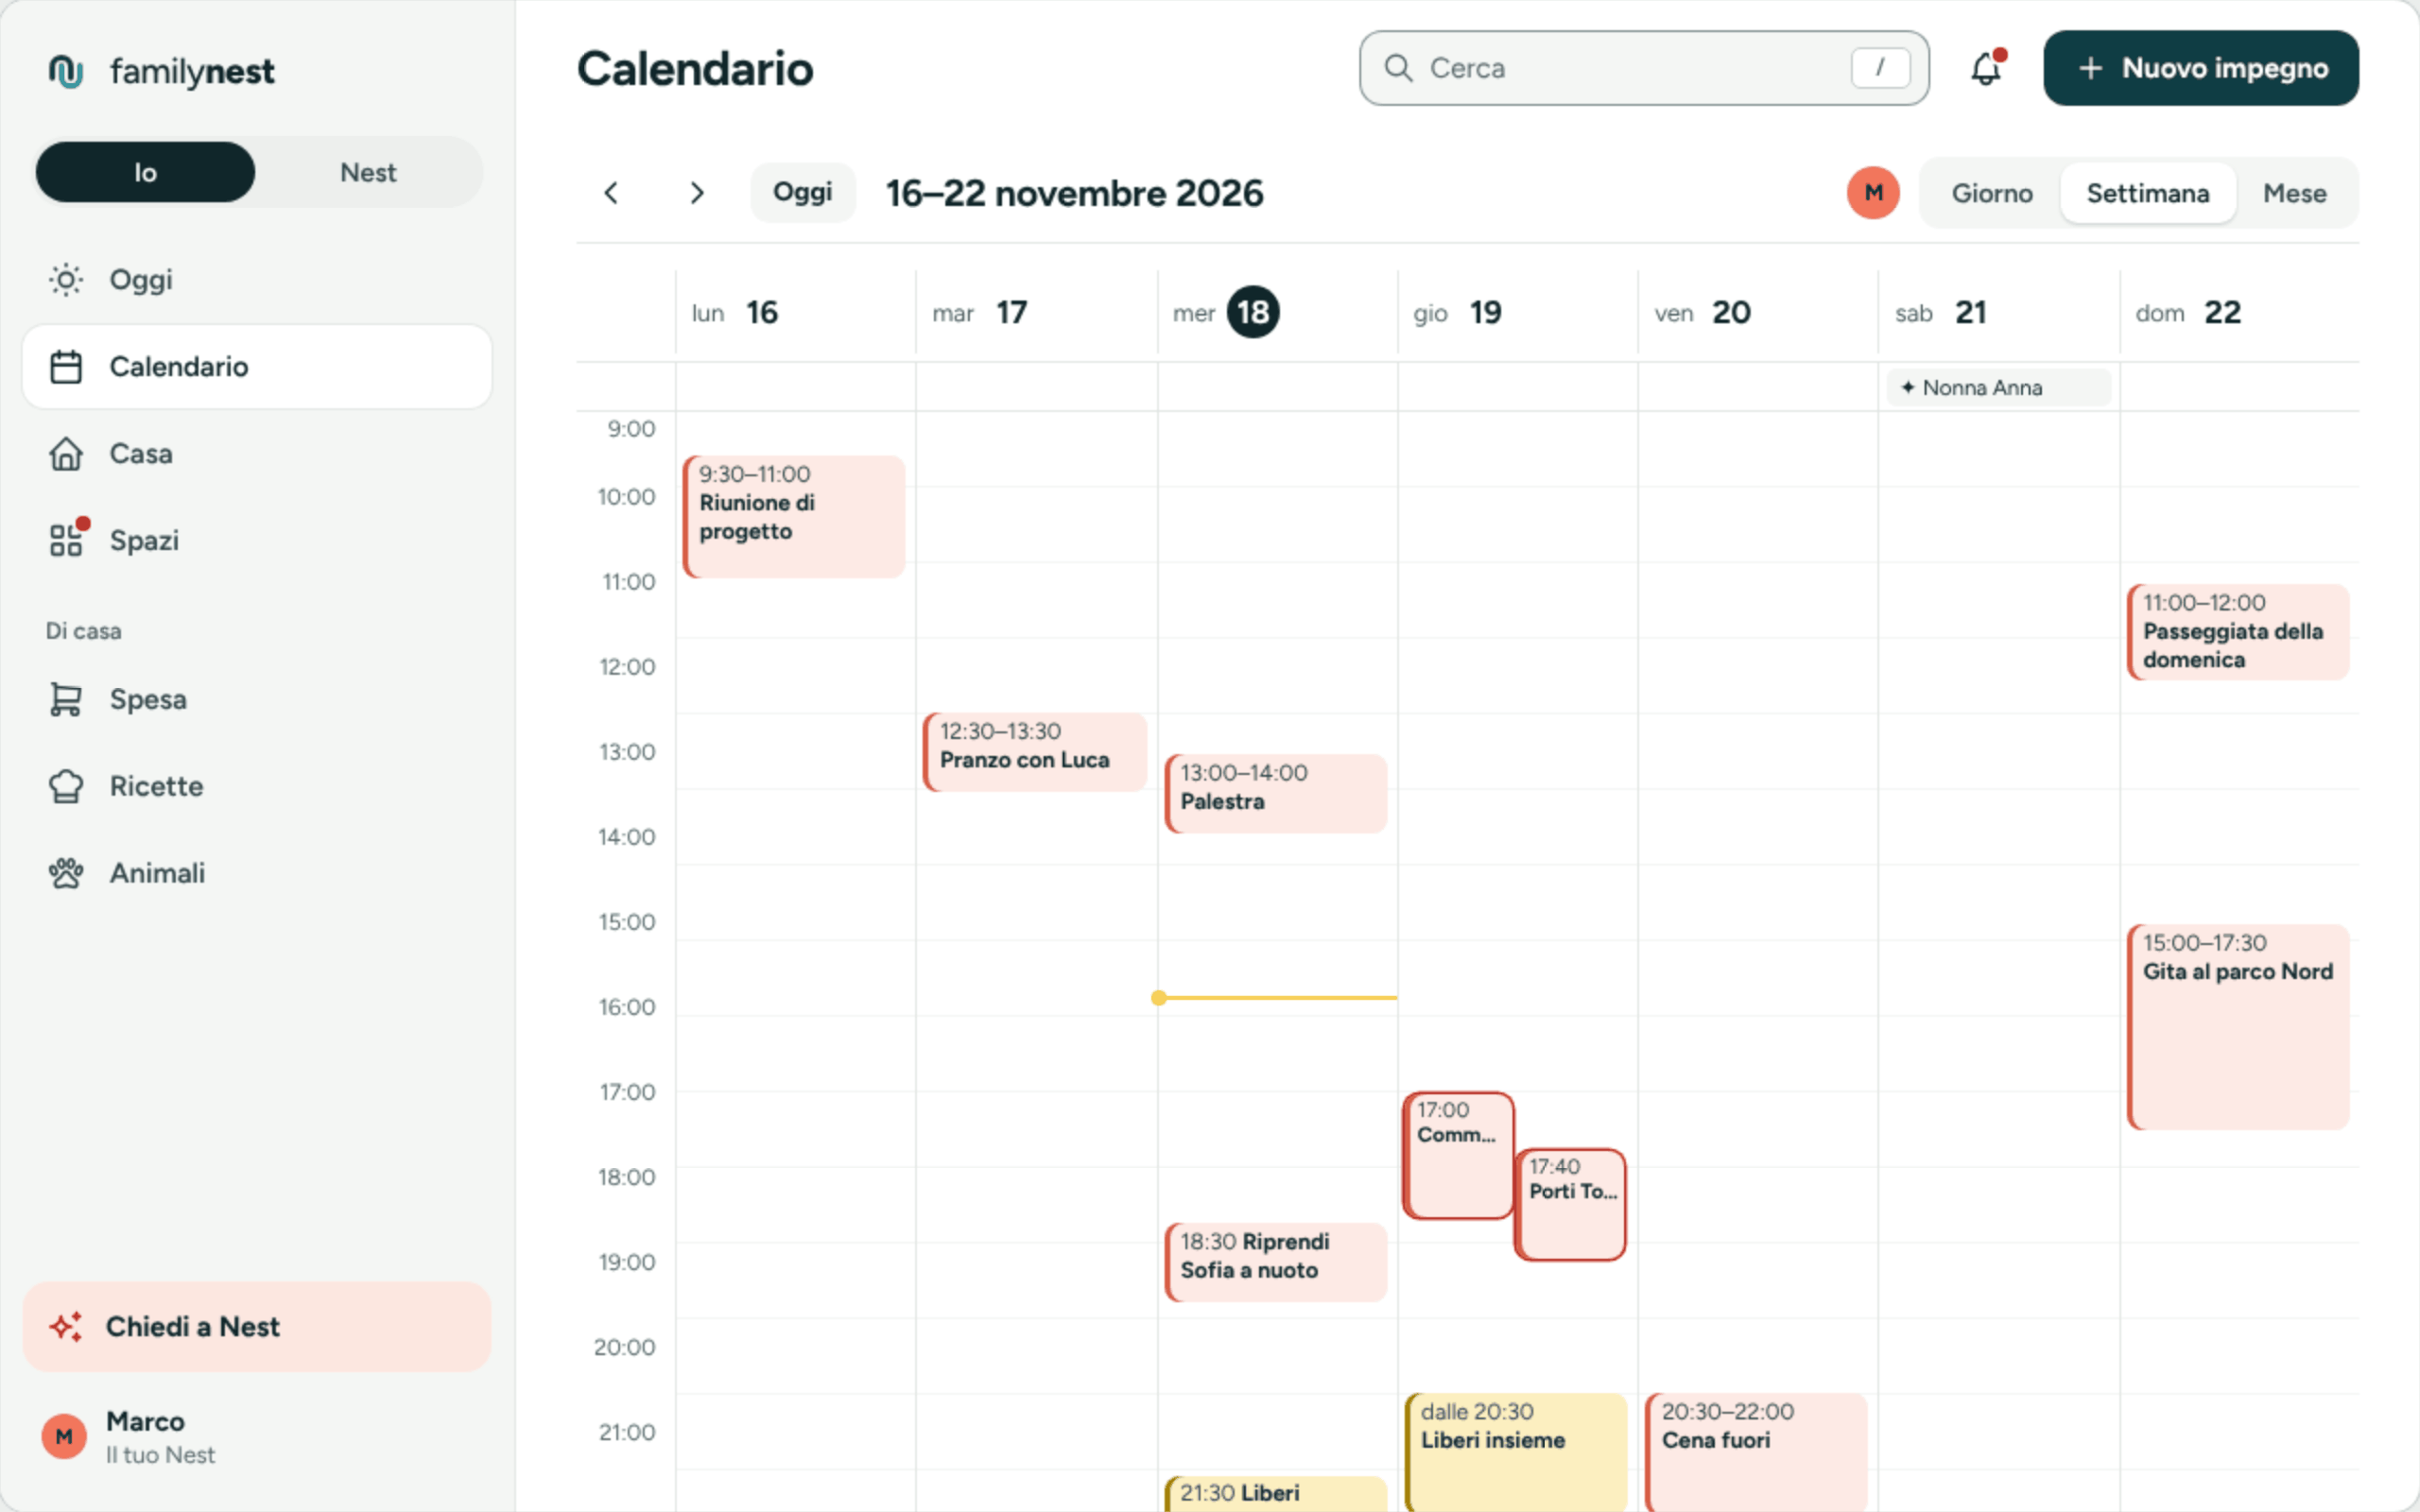 familynest
Calendario
Cerca
/
+ Nuovo impegno
Io
Nest
Oggi
16–22 novembre 2026
M
Giorno
Settimana
Mese
Oggi
Calendario
Casa
Spazi
Di casa
Spesa
Ricette
Animali
Chiedi a Nest
M
Marco
Il tuo Nest
lun 16
mar 17
mer 18
gio 19
ven 20
sab 21
dom 22
Nonna Anna
9:00
10:00
11:00
12:00
13:00
14:00
15:00
16:00
17:00
18:00
19:00
20:00
21:00
9:30–11:00
Riunione di
progetto
12:30–13:30
Pranzo con Luca
13:00–14:00
Palestra
18:30 Riprendi
Sofia a nuoto
21:30 Liberi
17:00
Comm...
17:40
Porti To...
dalle 20:30
Liberi insieme
20:30–22:00
Cena fuori
11:00–12:00
Passeggiata della
domenica
15:00–17:30
Gita al parco Nord